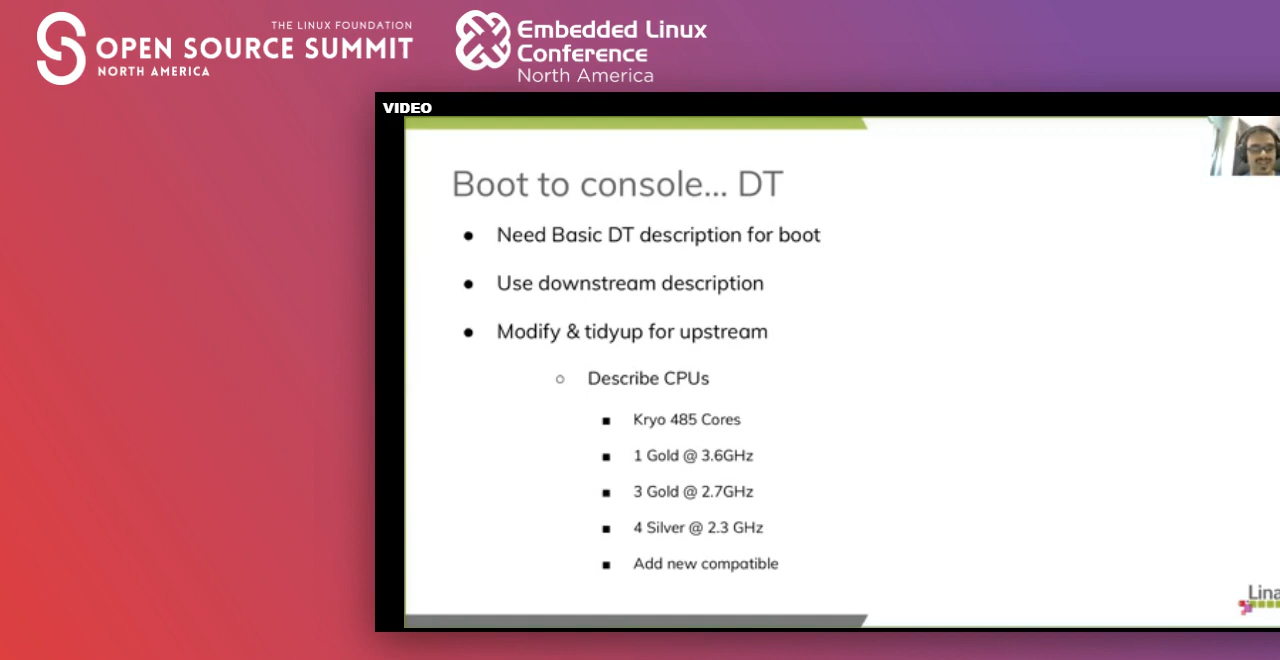 THE LINUX FOUNDATION
OPEN SOURCE SUMMIT
NORTH AMERICA
Embedded Linux
Conference
North America
VIDEO
Boot to console... DT
● Need Basic DT description for boot
● Use downstream description
● Modify & tidyup for upstream
○ Describe CPUs
■ Kryo 485 Cores
■ 1 Gold @ 3.6GHz
■ 3 Gold @ 2.7GHz
■ 4 Silver @ 2.3 GHz
■ Add new compatible
Lina